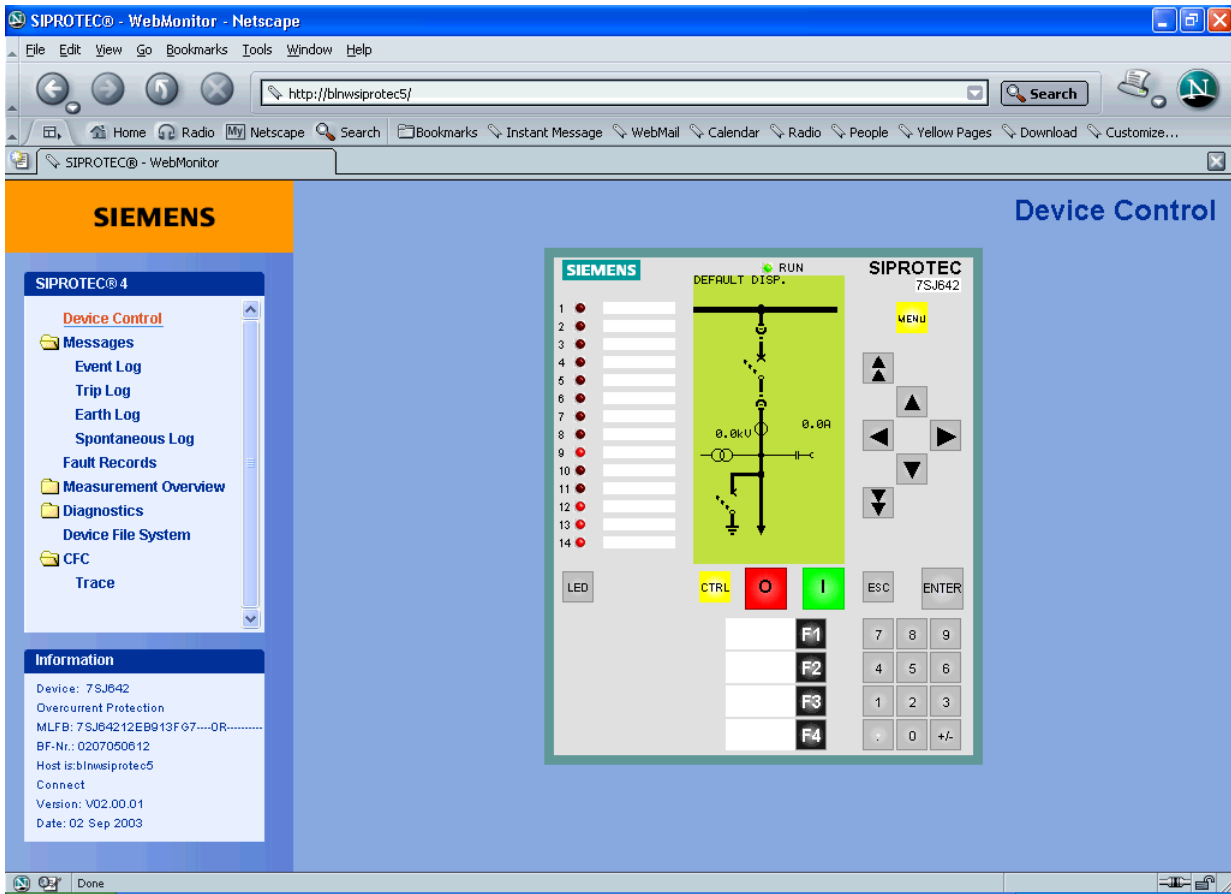 SIPROTEC® - WebMonitor - Netscape
File Edit View Go Bookmarks Tools Window Help
http://blnwsiprotec5/
Search
N
Home Radio My Netscape Search Bookmarks Instant Message WebMail Calendar Radio People Yellow Pages Download Customize...
SIPROTEC® - WebMonitor
SIEMENS
SIPROTEC® 4
Device Control
Messages
Event Log
Trip Log
Earth Log
Spontaneous Log
Fault Records
Measurement Overview
Diagnostics
Device File System
CFC
Trace
Information
Device: 7SJ642
Overcurrent Protection
MLFB: 7SJ64212EB913FG7----0R---------
BF-Nr.: 0207050612
Host is:blnwsiprotec5
Connect
Version: V02.00.01
Date: 02 Sep 2003
Device Control
SIEMENS
RUN
SIPROTEC
7SJ642
DEFAULT DISP.
MENU
1
2
3
4
5
6
7
8
9
10
11
12
13
14
0.0kV
0.0A
LED
CTRL
O
I
ESC
ENTER
F1
F2
F3
F4
7 8 9
4 5 6
1 2 3
. 0 +/-
Done